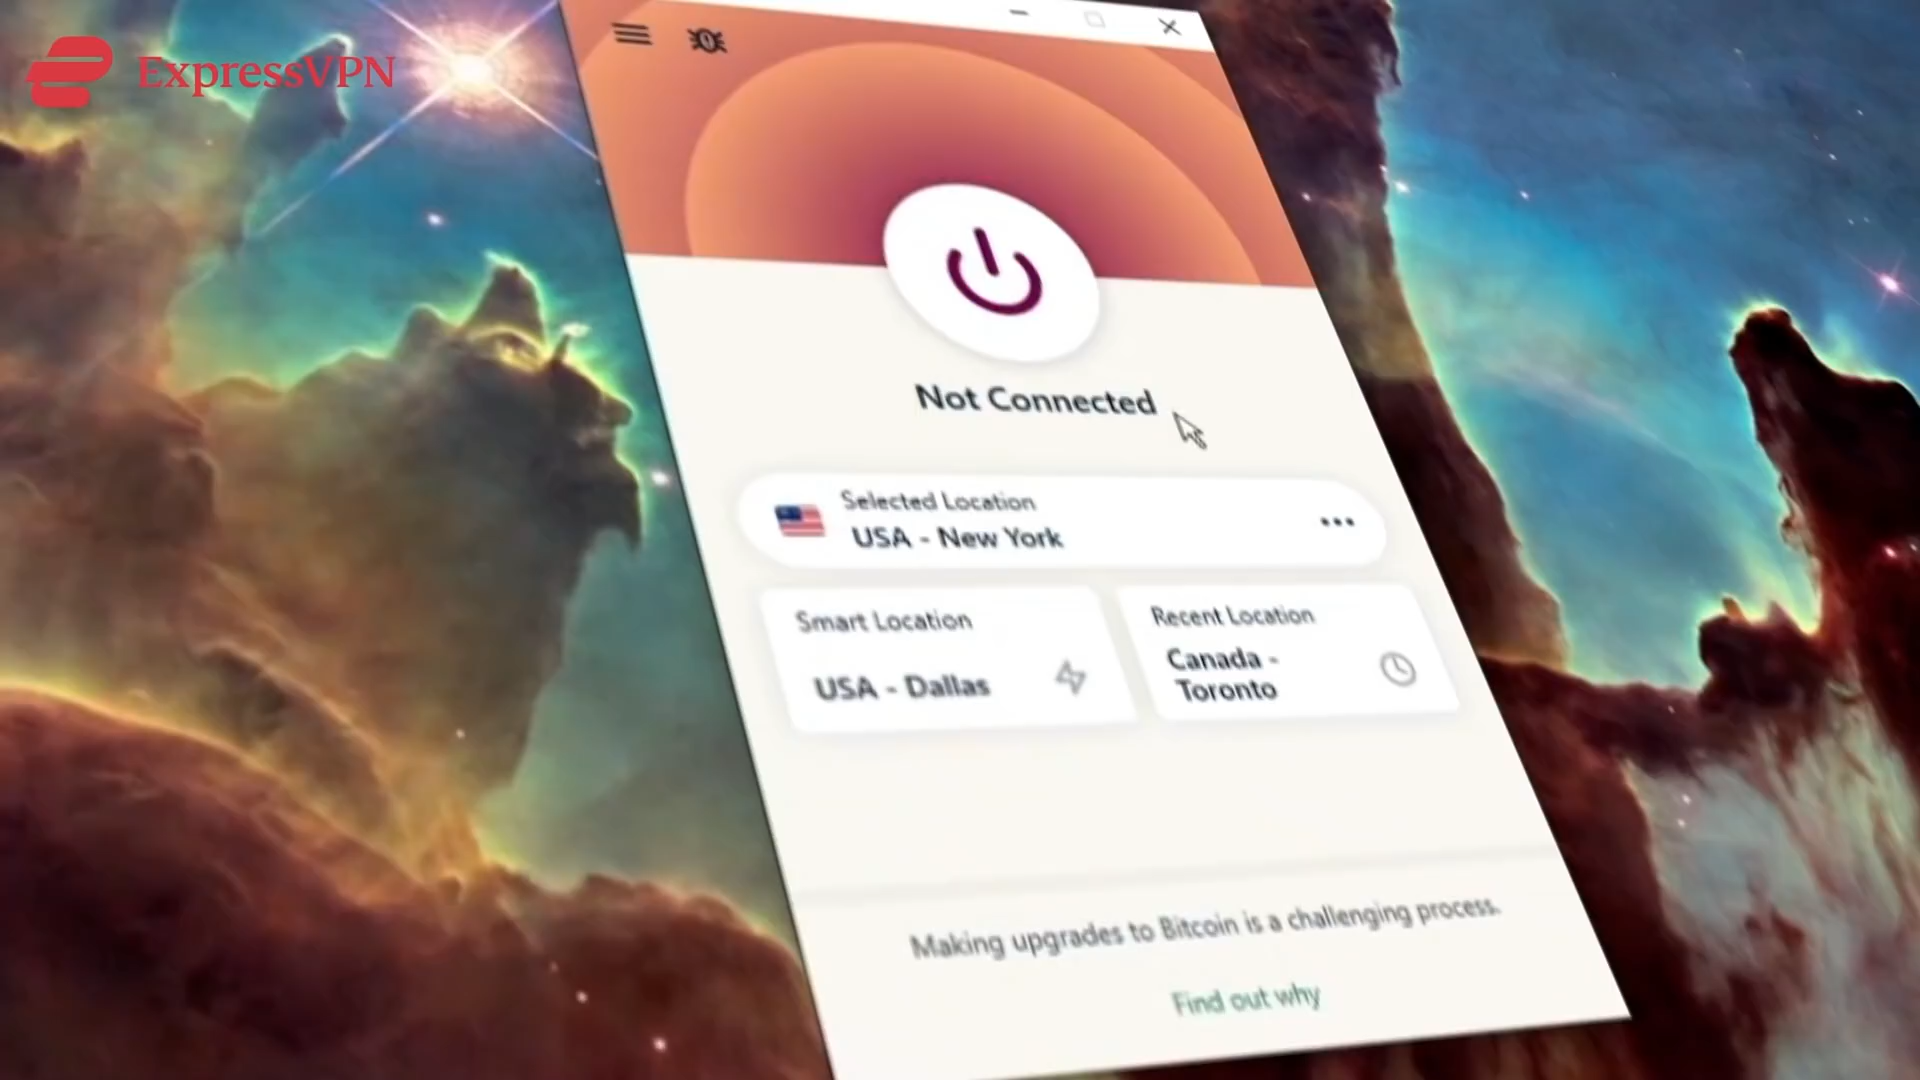 ExpressVPN
Not Connected
Selected Location
USA - New York
Smart Location
USA - Dallas
Recent Location
Canada -
Toronto
Making upgrades to Bitcoin is a challenging process.
Find out why